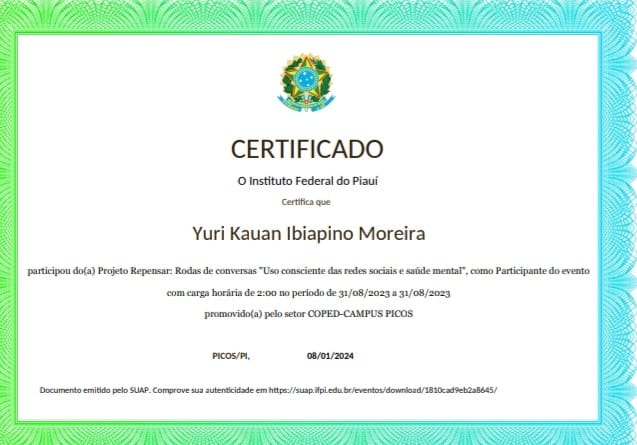 CERTIFICADO
O Instituto Federal do Piauí
Certifica que
Yuri Kauan Ibiapino Moreira
participou do(a) Projeto Repensar: Rodas de conversas "Uso consciente das redes sociais e saúde mental", como Participante do evento
com carga horária de 2:00 no período de 31/08/2023 a 31/08/2023
promovido(a) pelo setor COPED-CAMPUS PICOS
PICOS/PI, 08/01/2024
Documento emitido pelo SUAP. Comprove sua autenticidade em https://suap.ifpi.edu.br/eventos/download/1810cad9eb2a8645/